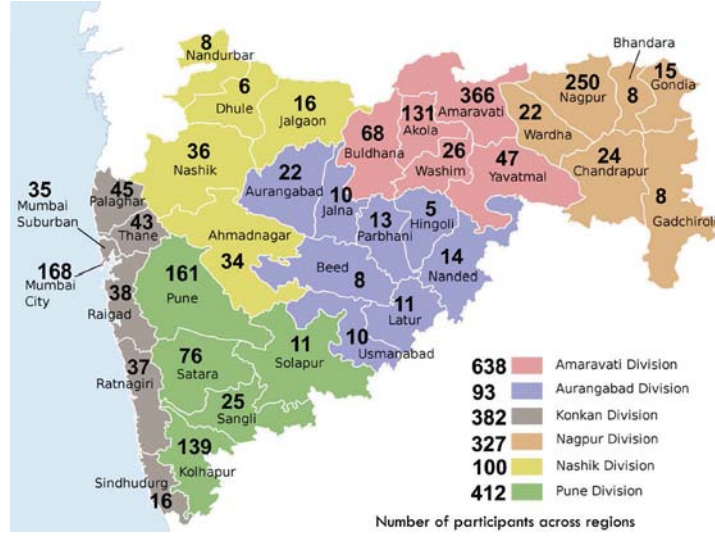 8
Nandurbar
6
Dhule
16
Jalgaon
36
Nashik
Ahmadnagar
34
68
Buldhana
131
Akola
366
Amaravati
26
Washim
47
Yavatmal
22
Wardha
250
Nagpur
Bhandara
8
15
Gondia
24
Chandrapur
8
Gadchiroli
22
Aurangabad
10
Jalna
13
Parbhani
5
Hingoli
14
Nanded
Beed
8
11
Latur
10
Usmanabad
35
Mumbai
Suburban
45
Palaghar
43
Thane
168
Mumbai
City
38
Raigad
37
Ratnagiri
Sindhudurg
16
161
Pune
76
Satara
11
Solapur
25
Sangli
139
Kolhapur
638 Amaravati Division
93 Aurangabad Division
382 Konkan Division
327 Nagpur Division
100 Nashik Division
412 Pune Division
Number of participants across regions